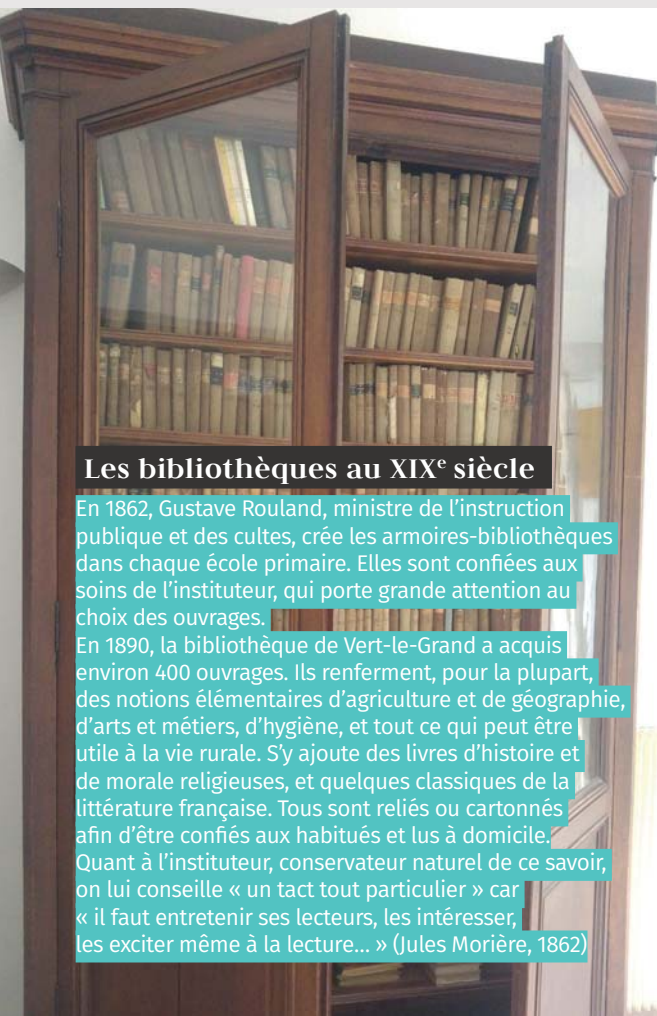 Les bibliothèques au XIXe siècle
En 1862, Gustave Rouland, ministre de l’instruction
publique et des cultes, crée les armoires-bibliothèques
dans chaque école primaire. Elles sont confiées aux
soins de l’instituteur, qui porte grande attention au
choix des ouvrages.
En 1890, la bibliothèque de Vert-le-Grand a acquis
environ 400 ouvrages. Ils renferment, pour la plupart,
des notions élémentaires d’agriculture et de géographie,
d’arts et métiers, d’hygiène, et tout ce qui peut être
utile à la vie rurale. S’y ajoute des livres d’histoire et
de morale religieuses, et quelques classiques de la
littérature française. Tous sont reliés ou cartonnés
afin d’être confiés aux habitués et lus à domicile.
Quant à l’instituteur, conservateur naturel de ce savoir,
on lui conseille « un tact tout particulier » car
« il faut entretenir ses lecteurs, les intéresser,
les exciter même à la lecture... » (Jules Morière, 1862)